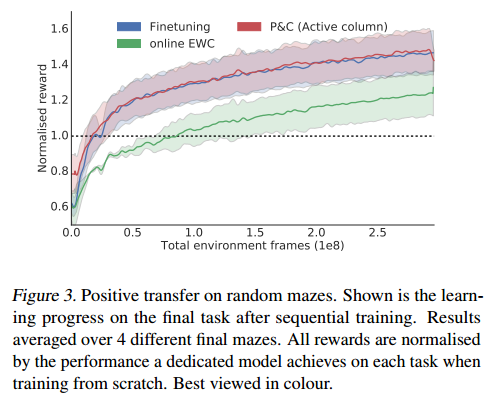 Finetuning
P&C (Active column)
online EWC
Normalised reward
1.6
1.4
1.2
1.0
0.8
0.6
0.0
0.5
1.0
1.5
2.0
2.5
Total environment frames (1e8)
Figure 3. Positive transfer on random mazes. Shown is the learn-
ing progress on the final task after sequential training. Results
averaged over 4 different final mazes. All rewards are normalised
by the performance a dedicated model achieves on each task when
training from scratch. Best viewed in colour.